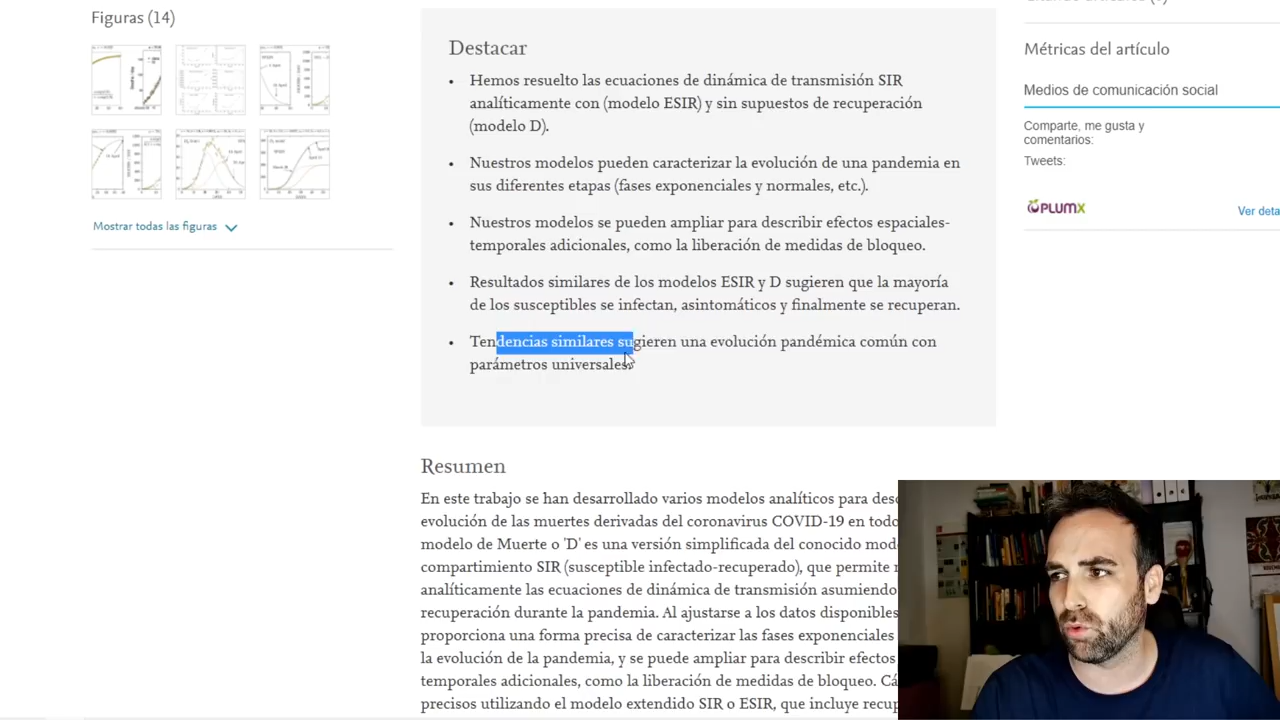 Figuras (14)
Mostrar todas las figuras
Destacar
• Hemos resuelto las ecuaciones de dinámica de transmisión SIR
analíticamente con (modelo ESIR) y sin supuestos de recuperación
(modelo D).
• Nuestros modelos pueden caracterizar la evolución de una pandemia en
sus diferentes etapas (fases exponenciales y normales, etc.).
• Nuestros modelos se pueden ampliar para describir efectos espaciales-
temporales adicionales, como la liberación de medidas de bloqueo.
• Resultados similares de los modelos ESIR y D sugieren que la mayoría
de los susceptibles se infectan, asintomáticos y finalmente se recuperan.
• Tendencias similares sugieren una evolución pandémica común con
parámetros universales.
Resumen
En este trabajo se han desarrollado varios modelos analíticos para
evolución de las muertes derivadas del coronavirus COVID-19 en
modelo de Muerte o 'D' es una versión simplificada del conocido
compartimiento SIR (susceptible infectado-recuperado), que permite
analíticamente las ecuaciones de dinámica de transmisión asumiendo
recuperación durante la pandemia. Al ajustarse a los datos disponibles
proporciona una forma precisa de caracterizar las fases exponenciales
la evolución de la pandemia, y se puede ampliar para describir efectos
temporales adicionales, como la liberación de medidas de bloqueo.
precisos utilizando el modelo extendido SIR o ESIR, que incluye
Métricas del artículo
Medios de comunicación social
Comparte, me gusta y
comentarios:
Tweets:
PLUMX
Ver